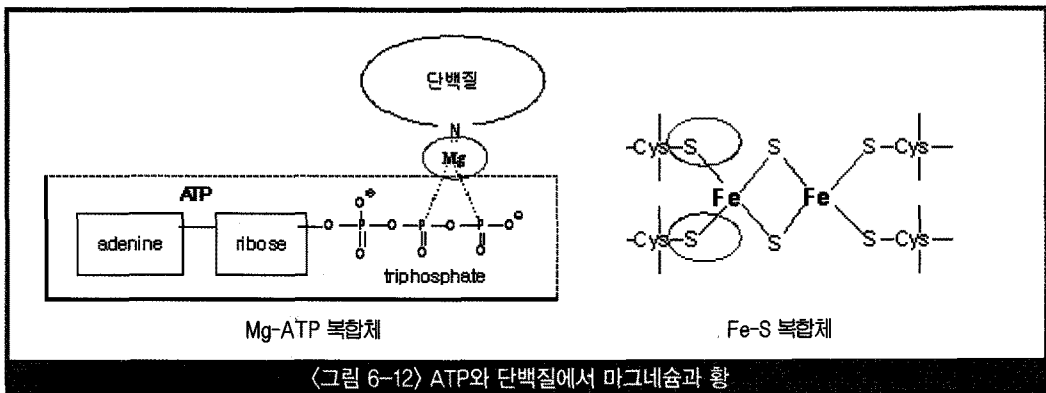 단백질
N
Mg
ATP
adenine
ribose
O⊖ O⊖
O P O P O P O⊖
O O O
triphosphate
Mg-ATP 복합체
-Cys-S S S-Cys-
Fe Fe
-Cys-S S S-Cys-
Fe-S 복합체
〈그림 6-12〉 ATP와 단백질에서 마그네슘과 황